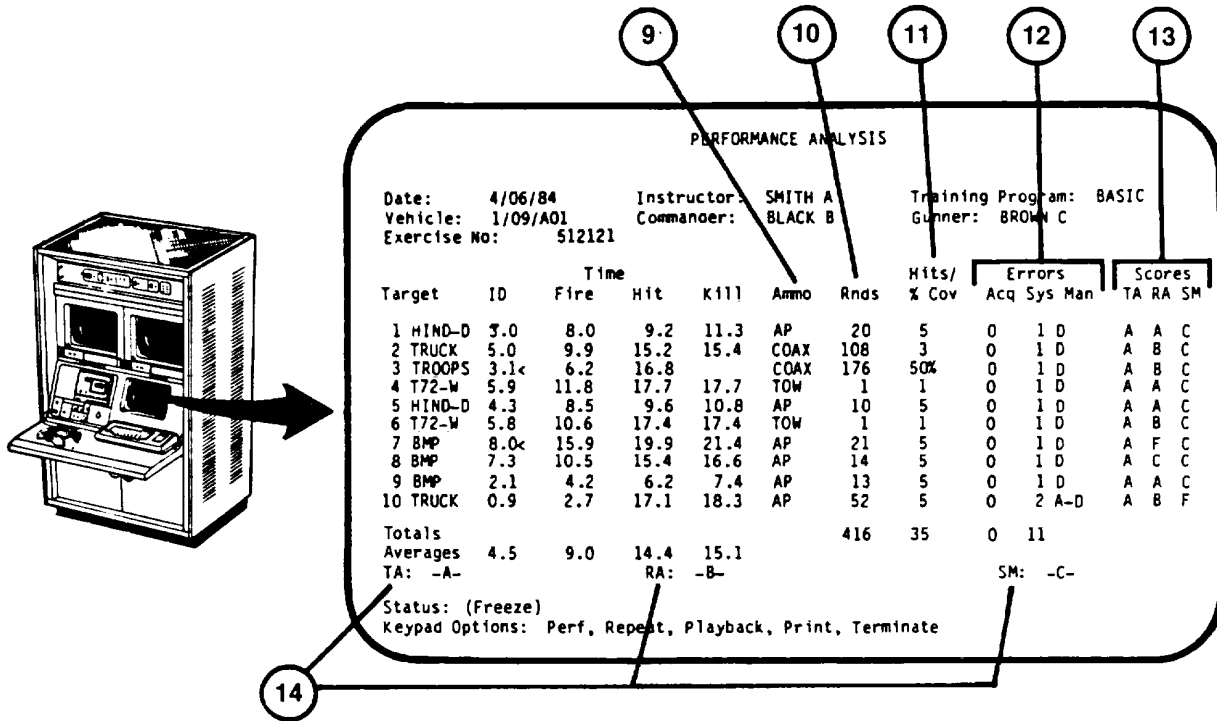 9 10 11 12 13
PERFORMANCE ANALYSIS
Date: 4/06/84 Instructor: SMITH A Training Program: BASIC
Vehicle: 1/09/A01 Commander: BLACK B Gunner: BROWN C
Exercise No: 512121
Time Hits/ Errors Scores
Target ID Fire Hit Kill Ammo Rnds % Cov Acq Sys Man TA RA SM
1 HIND-D 3.0 8.0 9.2 11.3 AP 20 5 0 1 D A A C
2 TRUCK 5.0 9.9 15.2 15.4 COAX 108 3 0 1 D A B C
3 TROOPS 3.1< 6.2 16.8 COAX 176 50% 0 1 D A B C
4 T72-W 5.9 11.8 17.7 17.7 TOW 1 1 0 1 D A A C
5 HIND-D 4.3 8.5 9.6 10.8 AP 10 5 0 1 D A A C
6 T72-W 5.8 10.6 17.4 17.4 TOW 1 1 0 1 D A B C
7 BMP 8.0< 15.9 19.9 21.4 AP 21 5 0 1 D A F C
8 BMP 7.3 10.5 15.4 16.6 AP 14 5 0 1 D A C C
9 BMP 2.1 4.2 6.2 7.4 AP 13 5 0 1 D A A C
10 TRUCK 0.9 2.7 17.1 18.3 AP 52 5 0 2 A-D A B F
Totals 416 35 0 11
Averages 4.5 9.0 14.4 15.1
TA: -A- RA: -B- SM: -C-
Status: (Freeze)
Keypad Options: Perf, Repeat, Playback, Print, Terminate
14